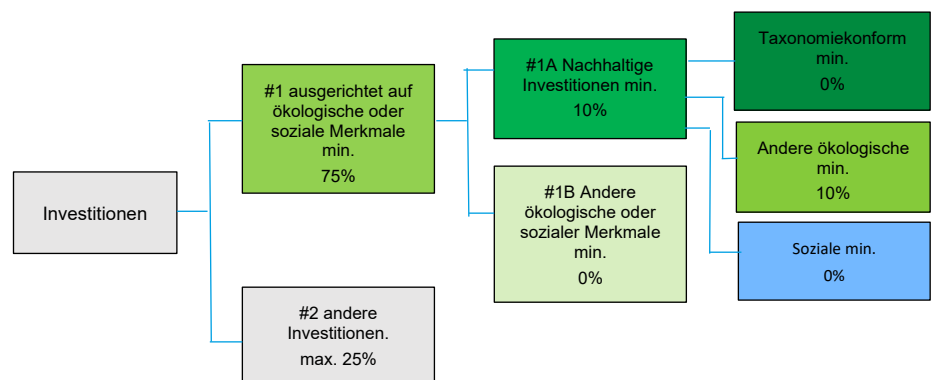 Investitionen
#1 ausgerichtet auf
ökologische oder
soziale Merkmale
min.
75%
#2 andere
Investitionen.
max. 25%
#1A Nachhaltige
Investitionen min.
10%
#1B Andere
ökologische oder
sozialer Merkmale
min.
0%
Taxonomiekonform
min.
0%
Andere ökologische
min.
10%
Soziale min.
0%